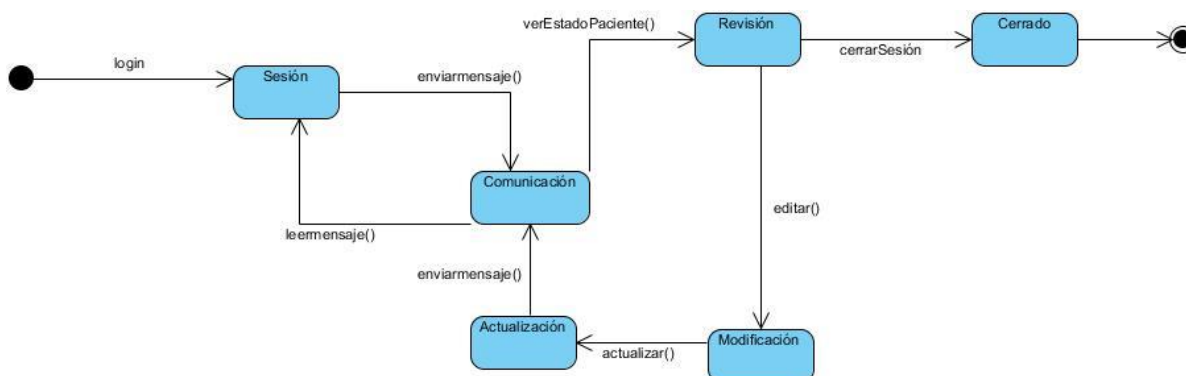 verEstadoPaciente()
Revisión
cerrarSesión
Cerrado
login
Sesión
enviarmensaje()
Comunicación
leermensaje()
editar()
enviarmensaje()
Actualización
actualizar()
Modificación